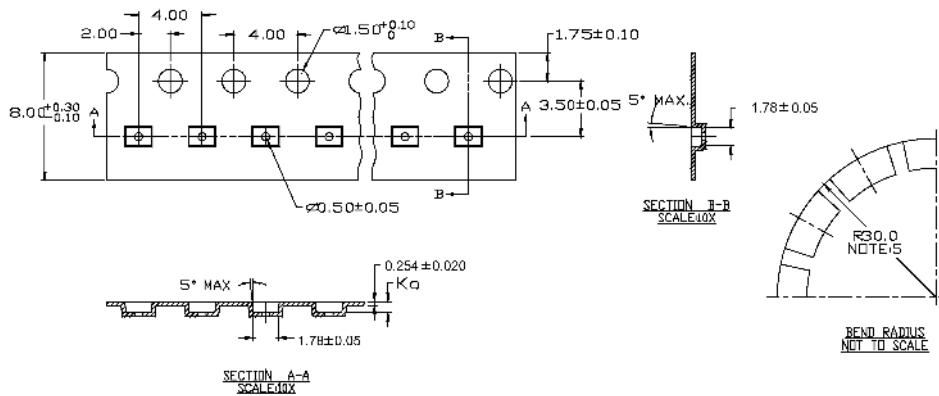 4.00
2.00
4.00
⌀1.50 +0.10 0
B
1.75±0.10
8.00 +0.30 -0.10
A
A
3.50±0.05
B
⌀0.50±0.05
5° MAX.
1.78±0.05
SECTION B-B
SCALE:10X
R30.0
NOTE:5
BEND RADIUS
NOT TO SCALE
0.254±0.020
5° MAX
Ko
1.78±0.05
SECTION A-A
SCALE:10X